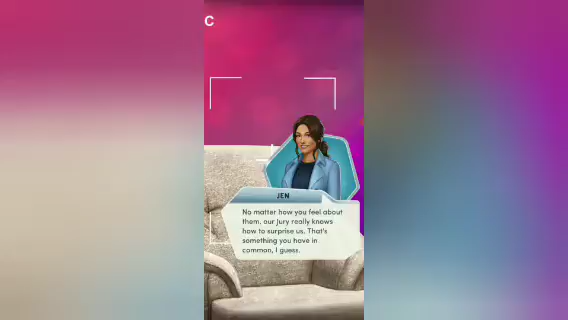 C
JEN
No matter how you feel about
them, our Jury really knows
how to surprise us. That's
something you have in
common, I guess.